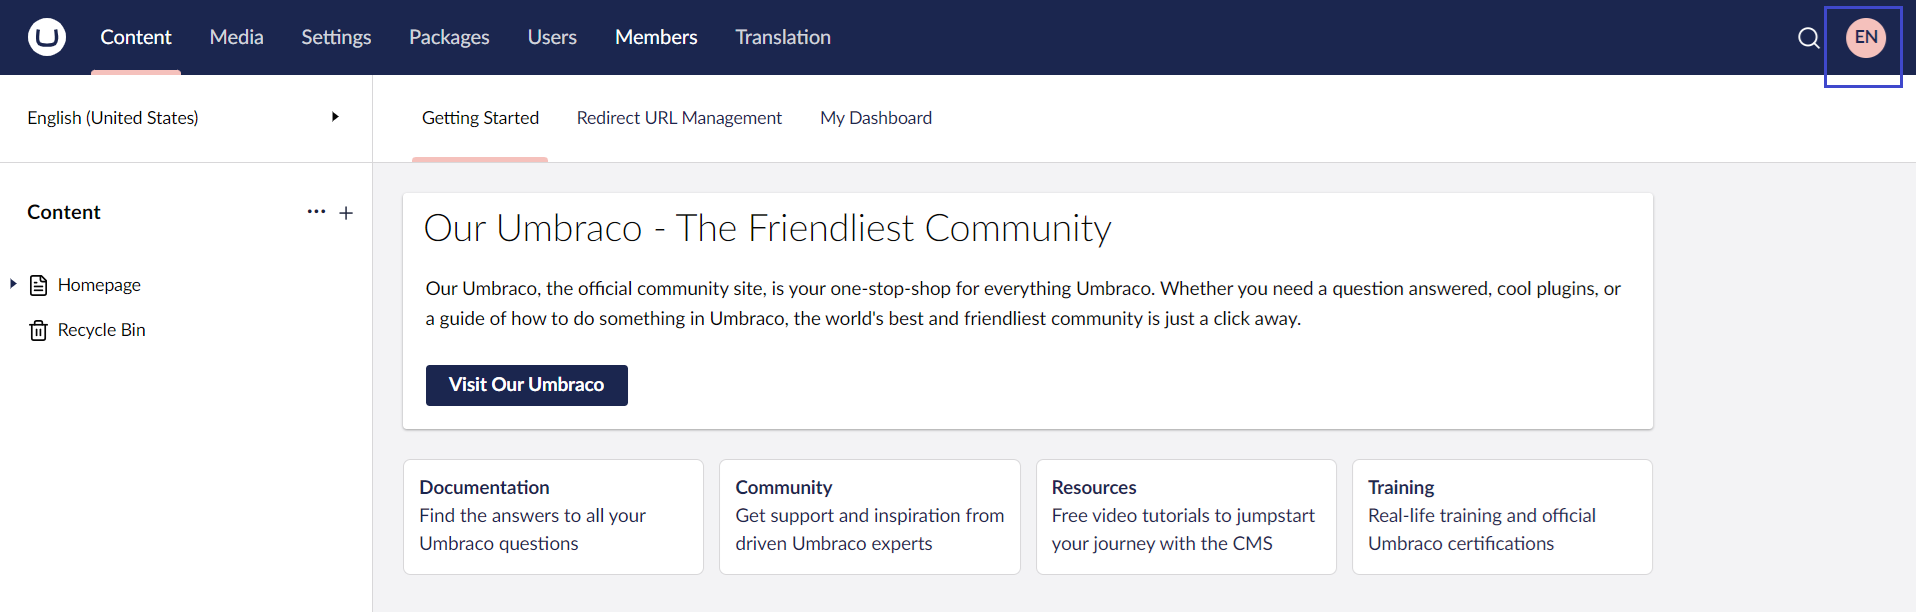 Content Media Settings Packages Users Members Translation EN
English (United States)
Getting Started Redirect URL Management My Dashboard
Content
Homepage
Recycle Bin
Our Umbraco - The Friendliest Community
Our Umbraco, the official community site, is your one-stop-shop for everything Umbraco. Whether you need a question answered, cool plugins, or
a guide of how to do something in Umbraco, the world's best and friendliest community is just a click away.
Visit Our Umbraco
Documentation
Find the answers to all your
Umbraco questions
Community
Get support and inspiration from
driven Umbraco experts
Resources
Free video tutorials to jumpstart
your journey with the CMS
Training
Real-life training and official
Umbraco certifications